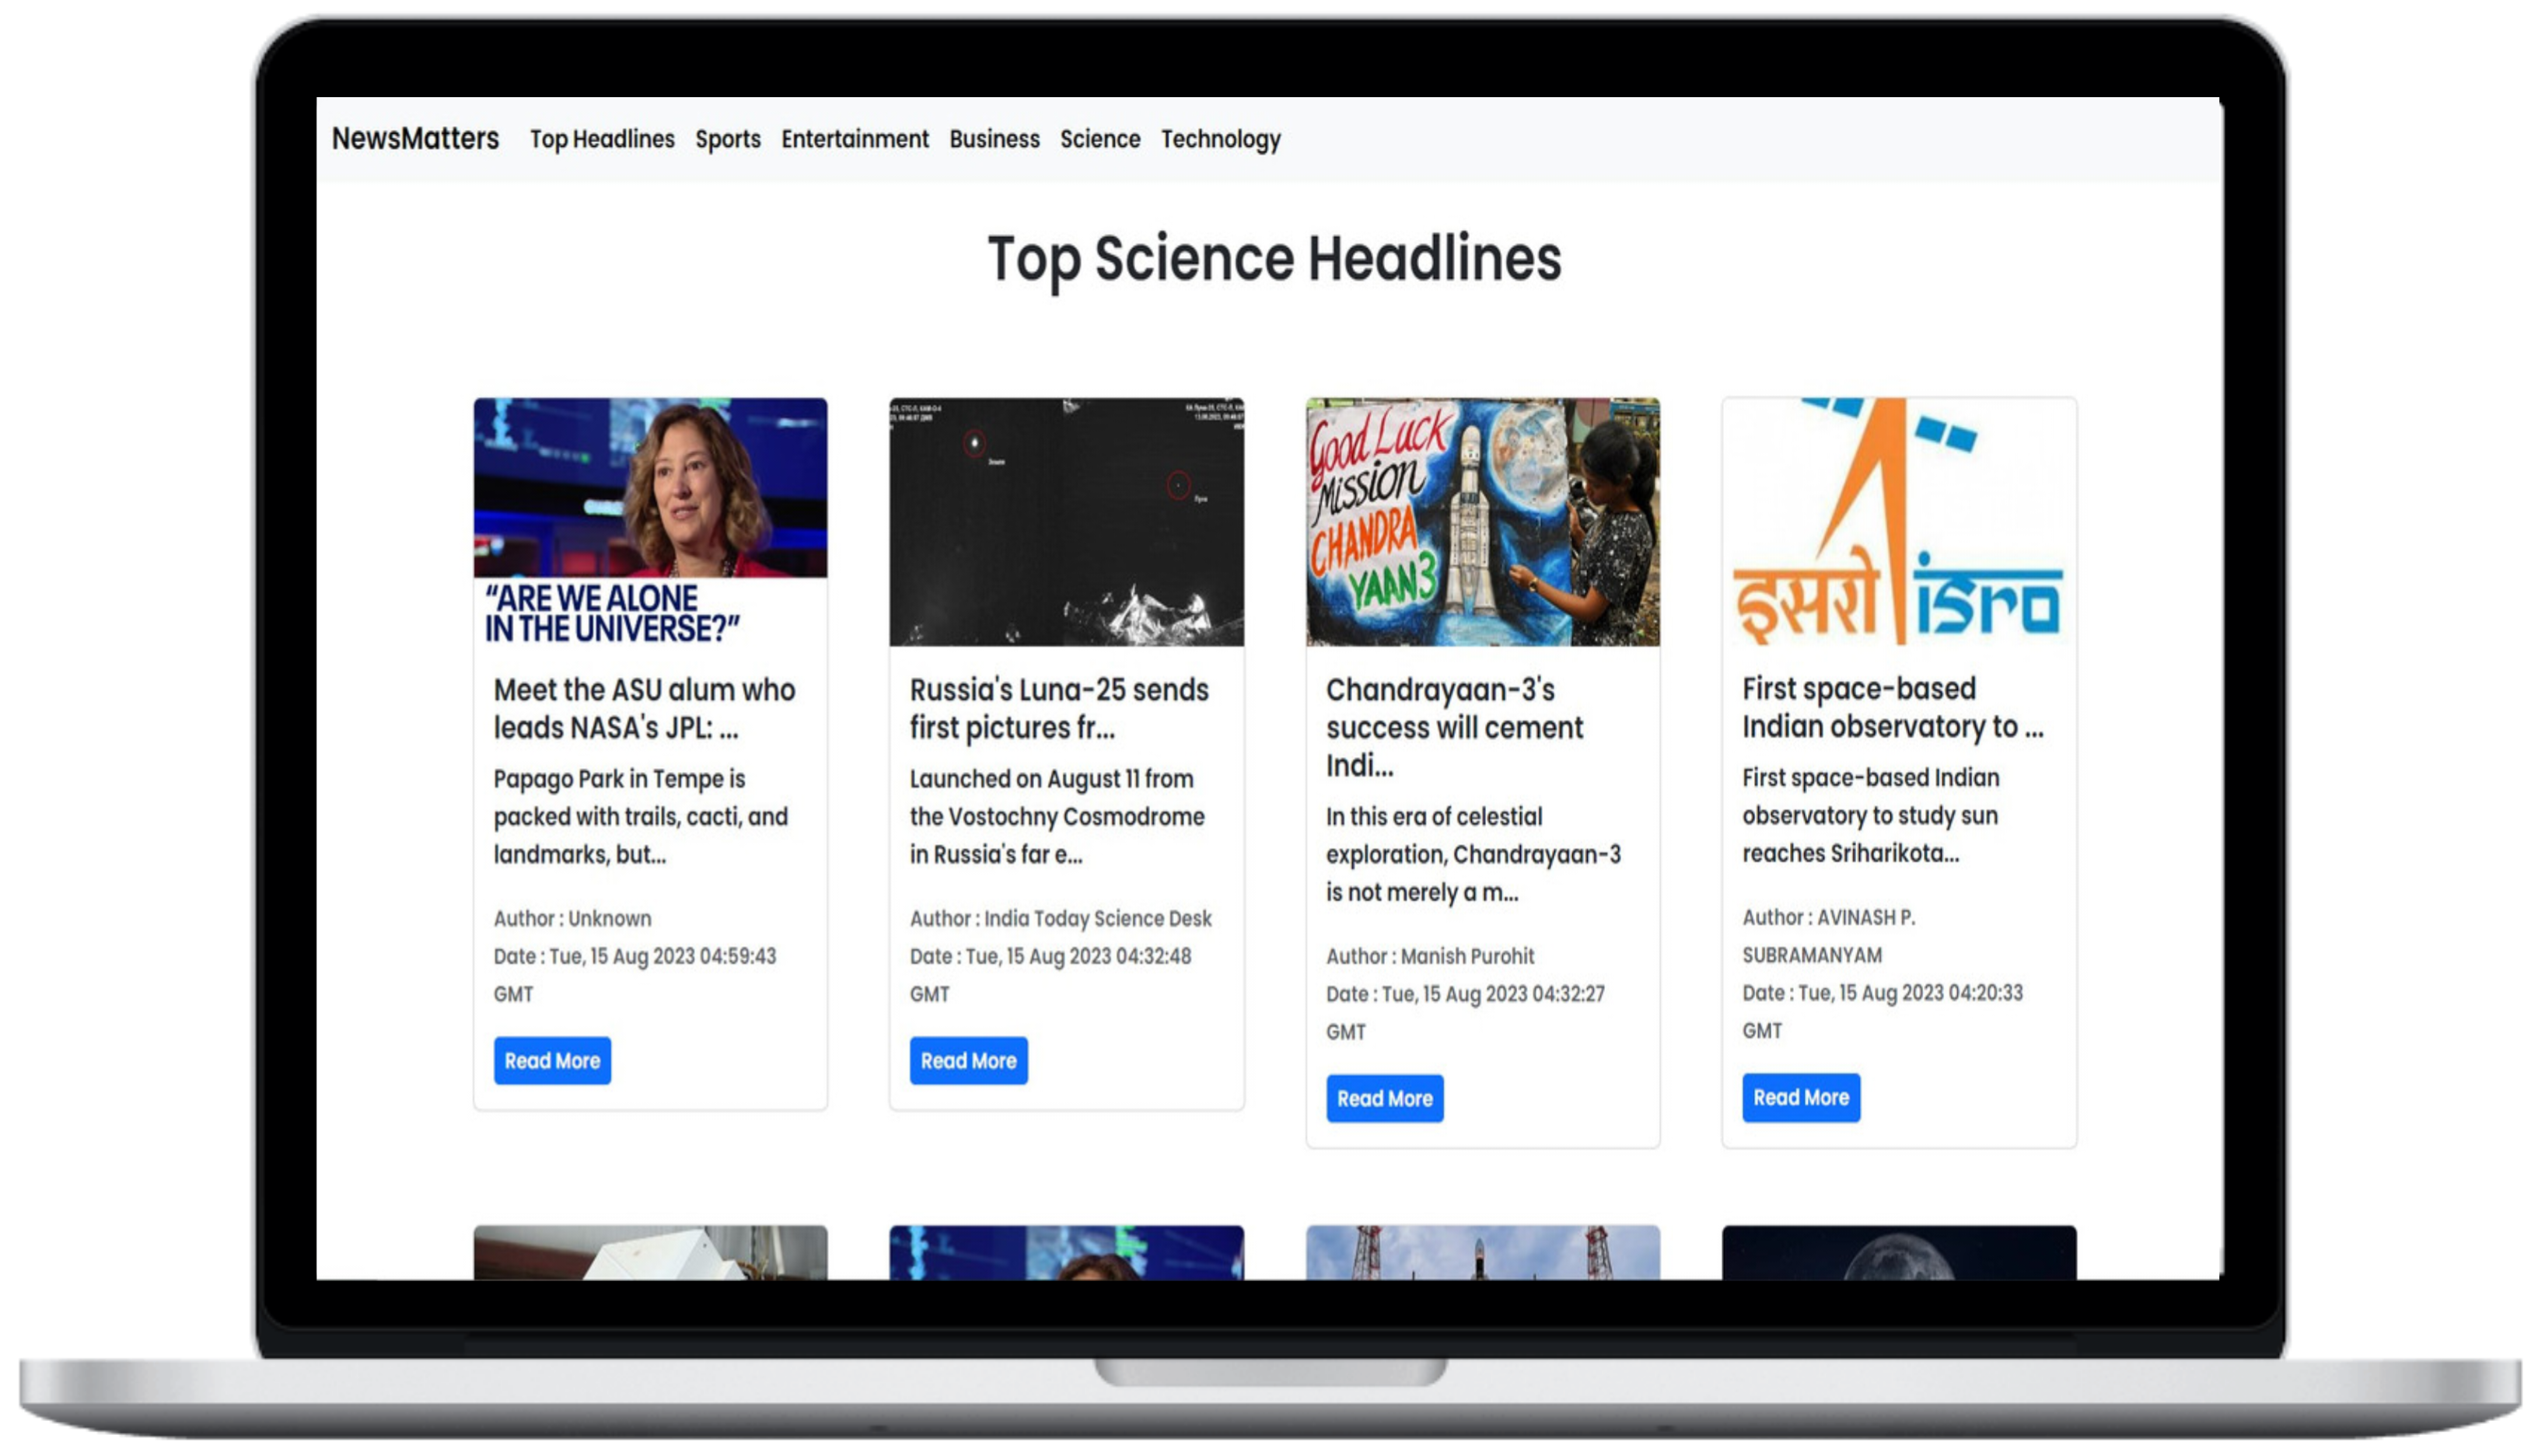 NewsMatters Top Headlines Sports Entertainment Business Science Technology
Top Science Headlines
“ARE WE ALONE
IN THE UNIVERSE?”
Meet the ASU alum who
leads NASA's JPL: ...
Papago Park in Tempe is
packed with trails, cacti, and
landmarks, but...
Author : Unknown
Date : Tue, 15 Aug 2023 04:59:43
GMT
Read More
Russia's Luna-25 sends
first pictures fr...
Launched on August 11 from
the Vostochny Cosmodrome
in Russia's far e...
Author : India Today Science Desk
Date : Tue, 15 Aug 2023 04:32:48
GMT
Read More
Good Luck
MISSION
CHANDRA
YAAN3
Chandrayaan-3's
success will cement
Indi...
In this era of celestial
exploration, Chandrayaan-3
is not merely a m...
Author : Manish Purohit
Date : Tue, 15 Aug 2023 04:32:27
GMT
Read More
इसरो isro
First space-based
Indian observatory to ...
First space-based Indian
observatory to study sun
reaches Sriharikota...
Author : AVINASH P.
SUBRAMANYAM
Date : Tue, 15 Aug 2023 04:20:33
GMT
Read More